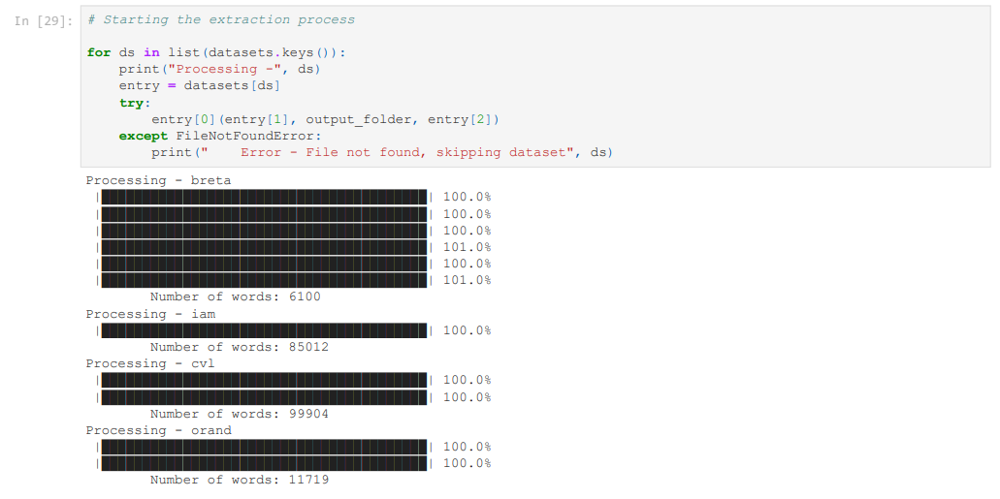 In [29]: # Starting the extraction process
for ds in list(datasets.keys()):
print("Processing -", ds)
entry = datasets[ds]
try:
entry[0](entry[1], output_folder, entry[2])
except FileNotFoundError:
print("    Error - File not found, skipping dataset", ds)
Processing - breta
| | 100.0%
| | 100.0%
| | 100.0%
| | 101.0%
| | 100.0%
| | 101.0%
Number of words: 6100
Processing - iam
| | 100.0%
Number of words: 85012
Processing - cvl
| | 100.0%
| | 100.0%
Number of words: 99904
Processing - orand
| | 100.0%
| | 100.0%
Number of words: 11719